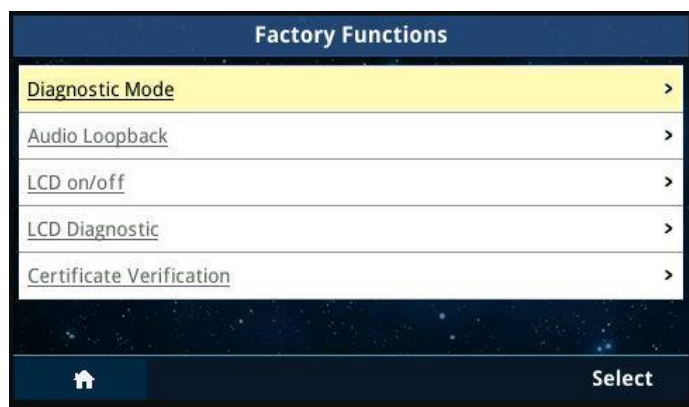 Factory Functions
Diagnostic Mode
Audio Loopback
LCD on/off
LCD Diagnostic
Certificate Verification
Select